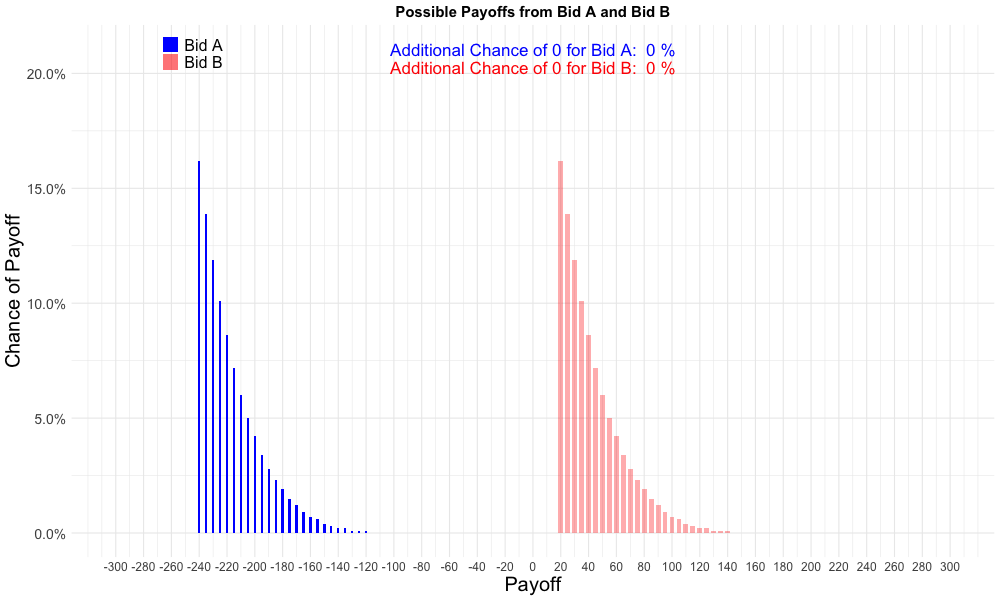 Possible Payoffs from Bid A and Bid B
Bid A
Bid B
Additional Chance of 0 for Bid A: 0 %
Additional Chance of 0 for Bid B: 0 %
Chance of Payoff
20.0%
15.0%
10.0%
5.0%
0.0%
-300 -280 -260 -240 -220 -200 -180 -160 -140 -120 -100 -80 -60 -40 -20 0 20 40 60 80 100 120 140 160 180 200 220 240 260 280 300
Payoff